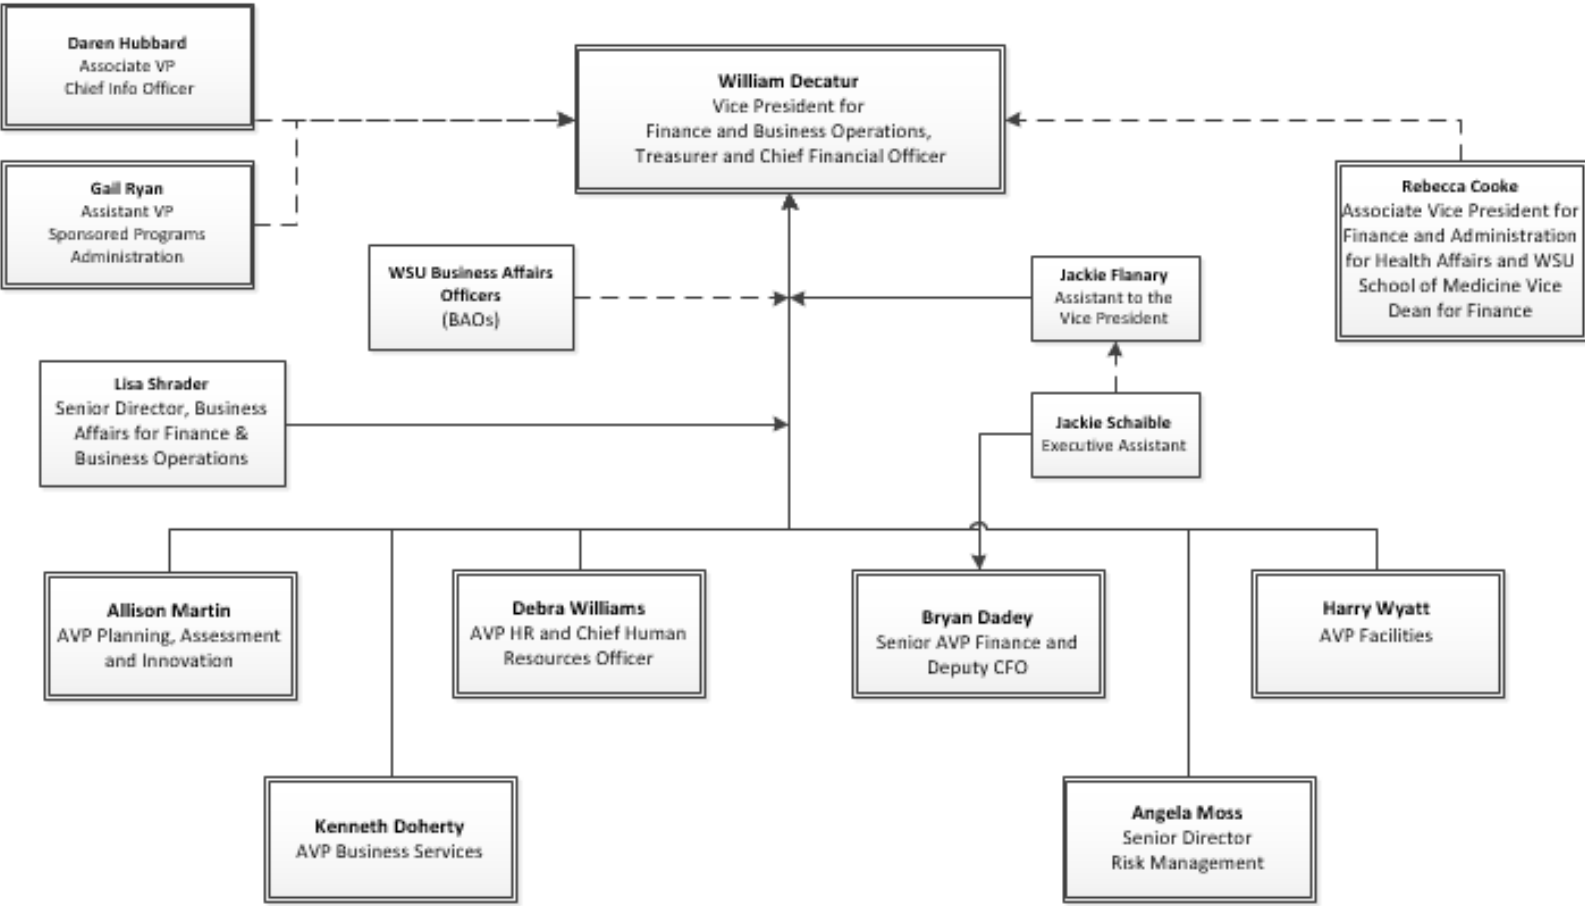 Daren Hubbard
Associate VP
Chief Info Officer
William Decatur
Vice President for
Finance and Business Operations,
Treasurer and Chief Financial Officer
Gail Ryan
Assistant VP
Sponsored Programs
Administration
Rebecca Cooke
Associate Vice President for
Finance and Administration
for Health Affairs and WSU
School of Medicine Vice
Dean for Finance
WSU Business Affairs
Officers
(BAOs)
Jackie Flanary
Assistant to the
Vice President
Lisa Shrader
Senior Director, Business
Affairs for Finance &
Business Operations
Jackie Schaible
Executive Assistant
Allison Martin
AVP Planning, Assessment
and Innovation
Debra Williams
AVP HR and Chief Human
Resources Officer
Bryan Dadey
Senior AVP Finance and
Deputy CFO
Harry Wyatt
AVP Facilities
Kenneth Doherty
AVP Business Services
Angela Moss
Senior Director
Risk Management